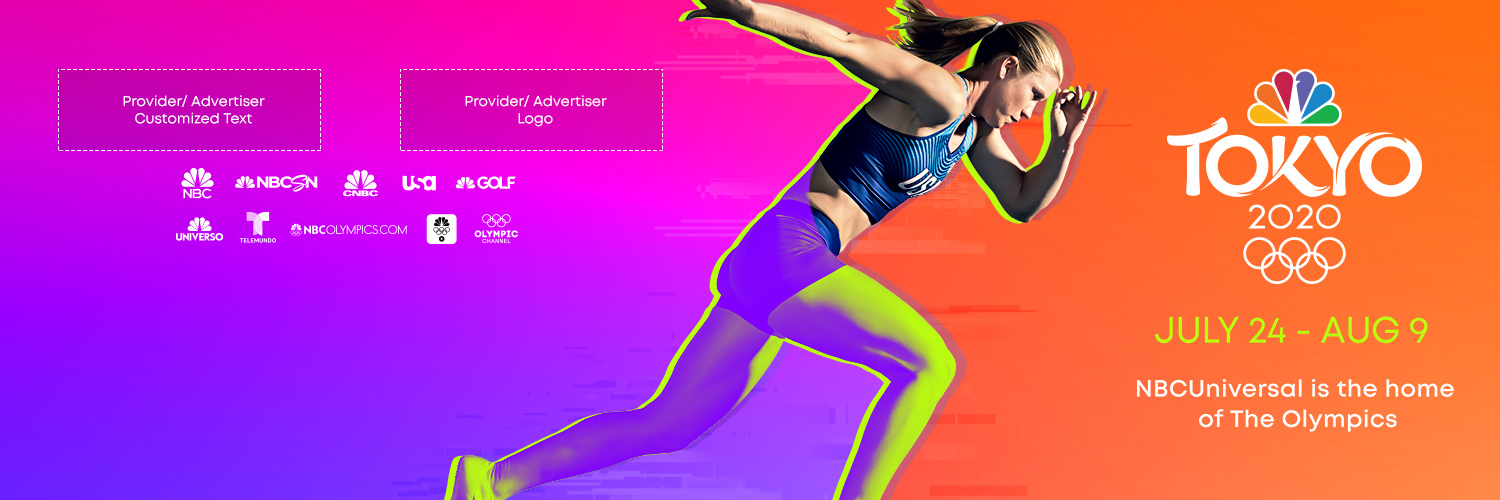 Provider/ Advertiser
Customized Text
Provider/ Advertiser
Logo
NBC
NBCSN
CNBC
usa
GOLF
UNIVERSO
TELEMUNDO
NBCOLYMPICS.COM
OLYMPIC
CHANNEL
US
TOKYO
2020
JULY 24 - AUG 9
NBCUniversal is the home
of The Olympics